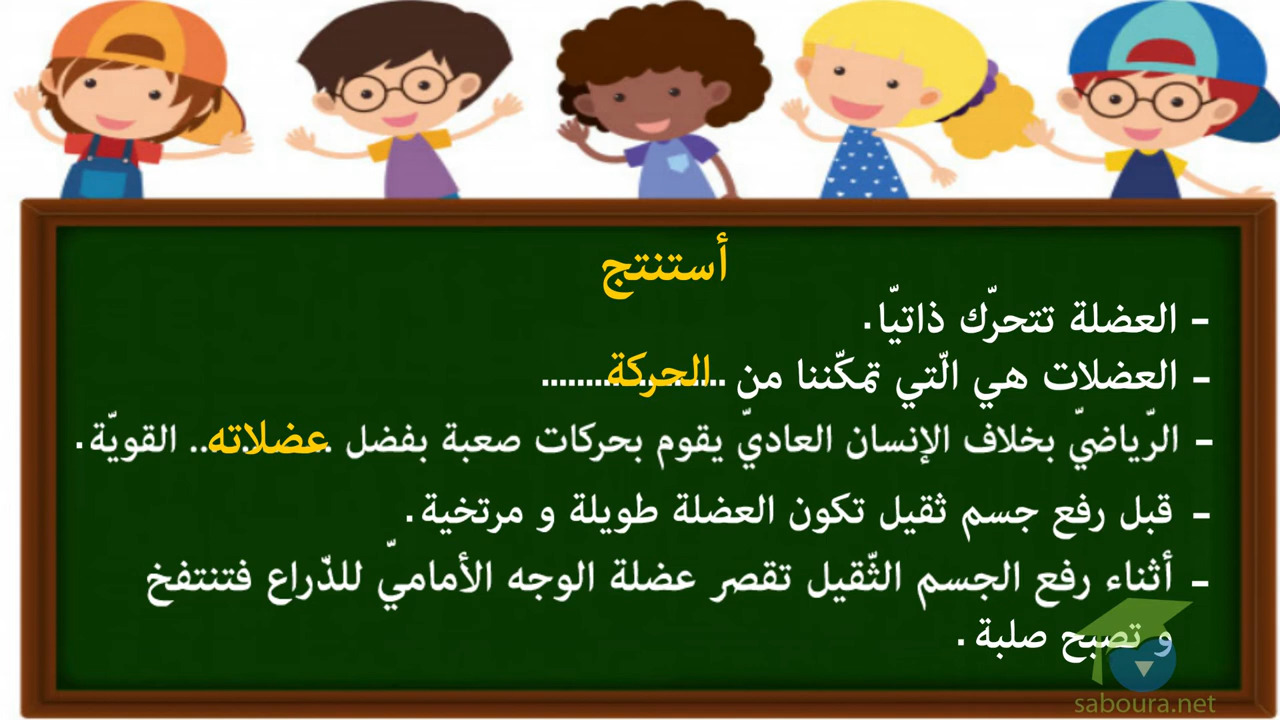 أستنتج
- العضلة تتحرّك ذاتيّا.
- العضلات هي الّتي تمكّننا من الحركة
- الرّياضيّ بخلاف الإنسان العاديّ يقوم بحركات صعبة بفضل عضلاته القويّة.
- قبل رفع جسم ثقيل تكون العضلة طويلة و مرتخية.
- أثناء رفع الجسم الثّقيل تقصر عضلة الوجه الأماميّ للذّراع فتنتفخ
و تصبح صلبة.
saboura.net